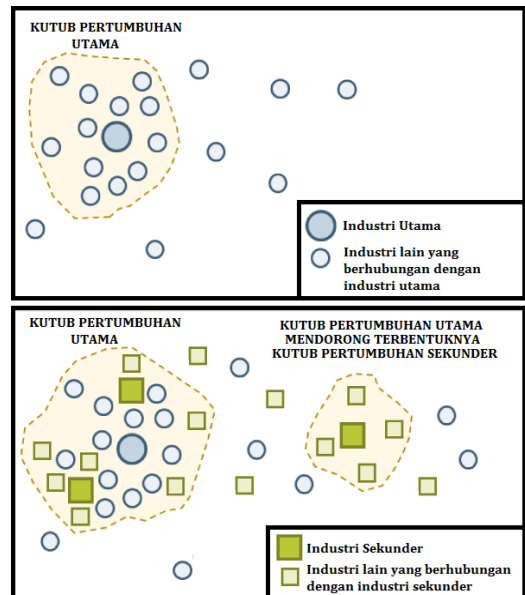 KUTUB PERTUMBUHAN
UTAMA
Industri Utama
Industri lain yang
berhubungan dengan
industri utama
KUTUB PERTUMBUHAN
UTAMA
KUTUB PERTUMBUHAN UTAMA
MENDORONG TERBENTUKNYA
KUTUB PERTUMBUHAN SEKUNDER
Industri Sekunder
Industri lain yang berhubungan
dengan industri sekunder